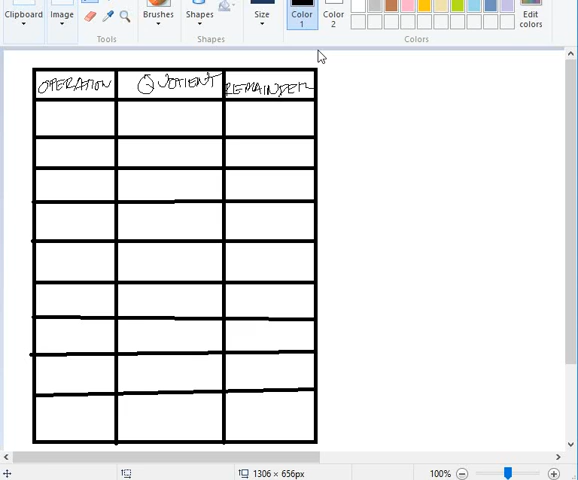 Clipboard
Image
Tools
Brushes
Shapes
Shapes
Size
Color 1
Color 2
Edit colors
Colors
OPERATION QUOTIENT REMAINDER
1306 × 656px
100%